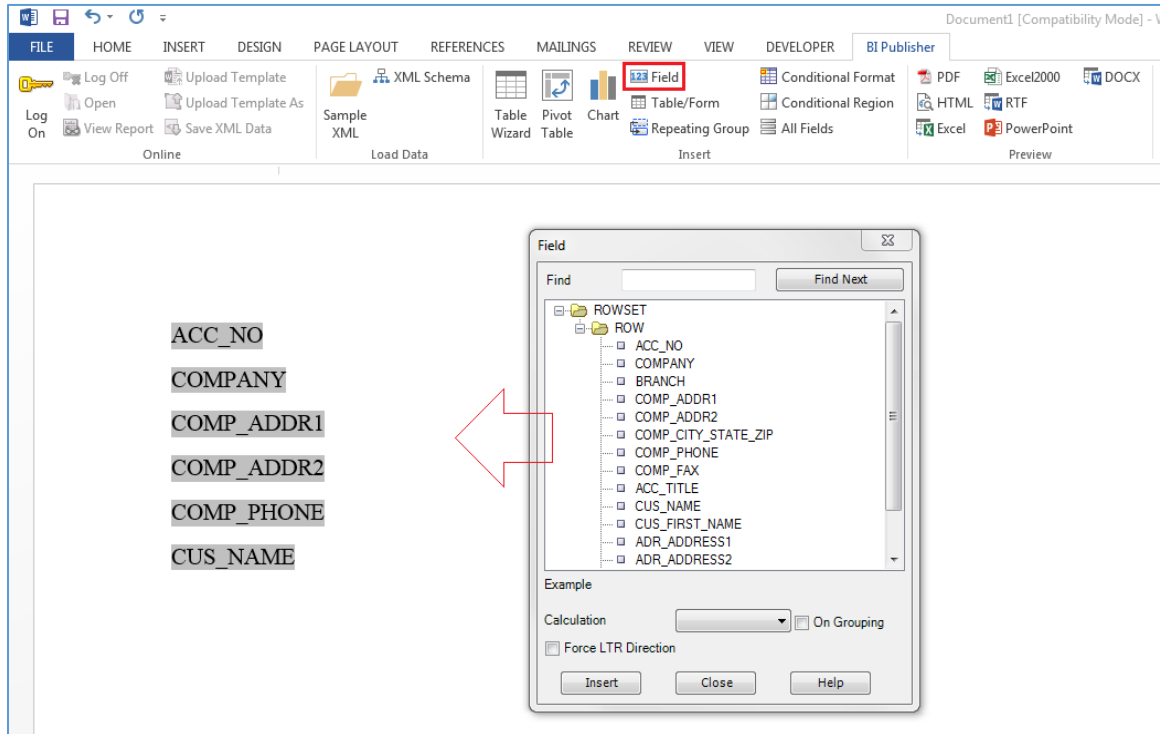 Document1 [Compatibility Mode] - W
FILE HOME INSERT DESIGN PAGE LAYOUT REFERENCES MAILINGS REVIEW VIEW DEVELOPER BI Publisher
Log On
Log Off
Open
View Report
Upload Template
Upload Template As
Save XML Data
Online
Sample XML
XML Schema
Load Data
Table Wizard
Pivot Table
Chart
123 Field
Table/Form
Repeating Group
Conditional Format
Conditional Region
All Fields
Insert
PDF
HTML
Excel
Excel2000
RTF
PowerPoint
DOCX
Preview
ACC_NO
COMPANY
COMP_ADDR1
COMP_ADDR2
COMP_PHONE
CUS_NAME
Field
Find
Find Next
ROWSET
ROW
ACC_NO
COMPANY
BRANCH
COMP_ADDR1
COMP_ADDR2
COMP_CITY_STATE_ZIP
COMP_PHONE
COMP_FAX
ACC_TITLE
CUS_NAME
CUS_FIRST_NAME
ADR_ADDRESS1
ADR_ADDRESS2
Example
Calculation
On Grouping
Force LTR Direction
Insert Close Help